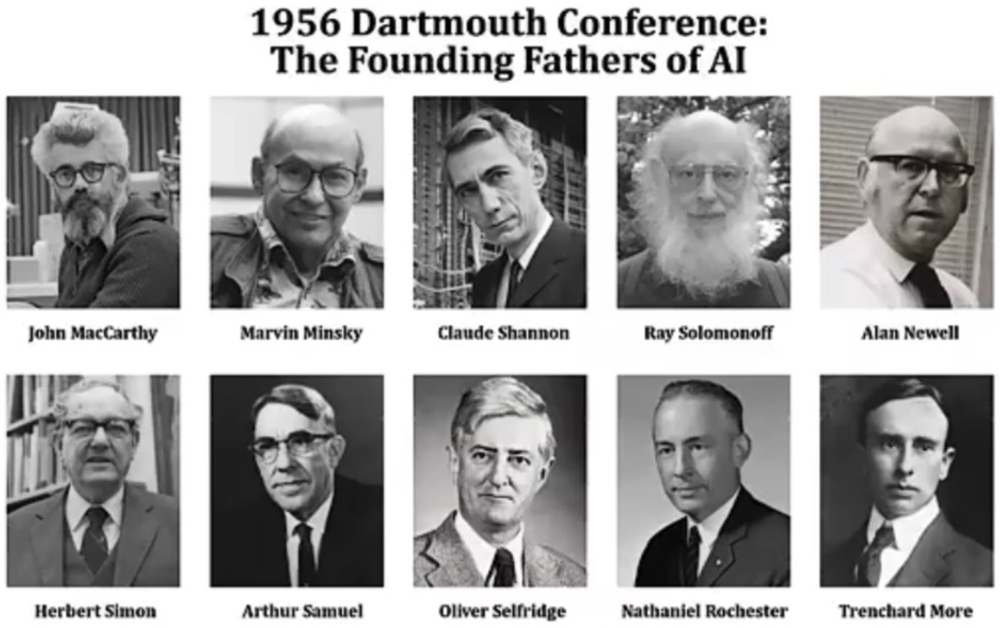 1956 Dartmouth Conference:
The Founding Fathers of AI
John MacCarthy
Marvin Minsky
Claude Shannon
Ray Solomonoff
Alan Newell
Herbert Simon
Arthur Samuel
Oliver Selfridge
Nathaniel Rochester
Trenchard More